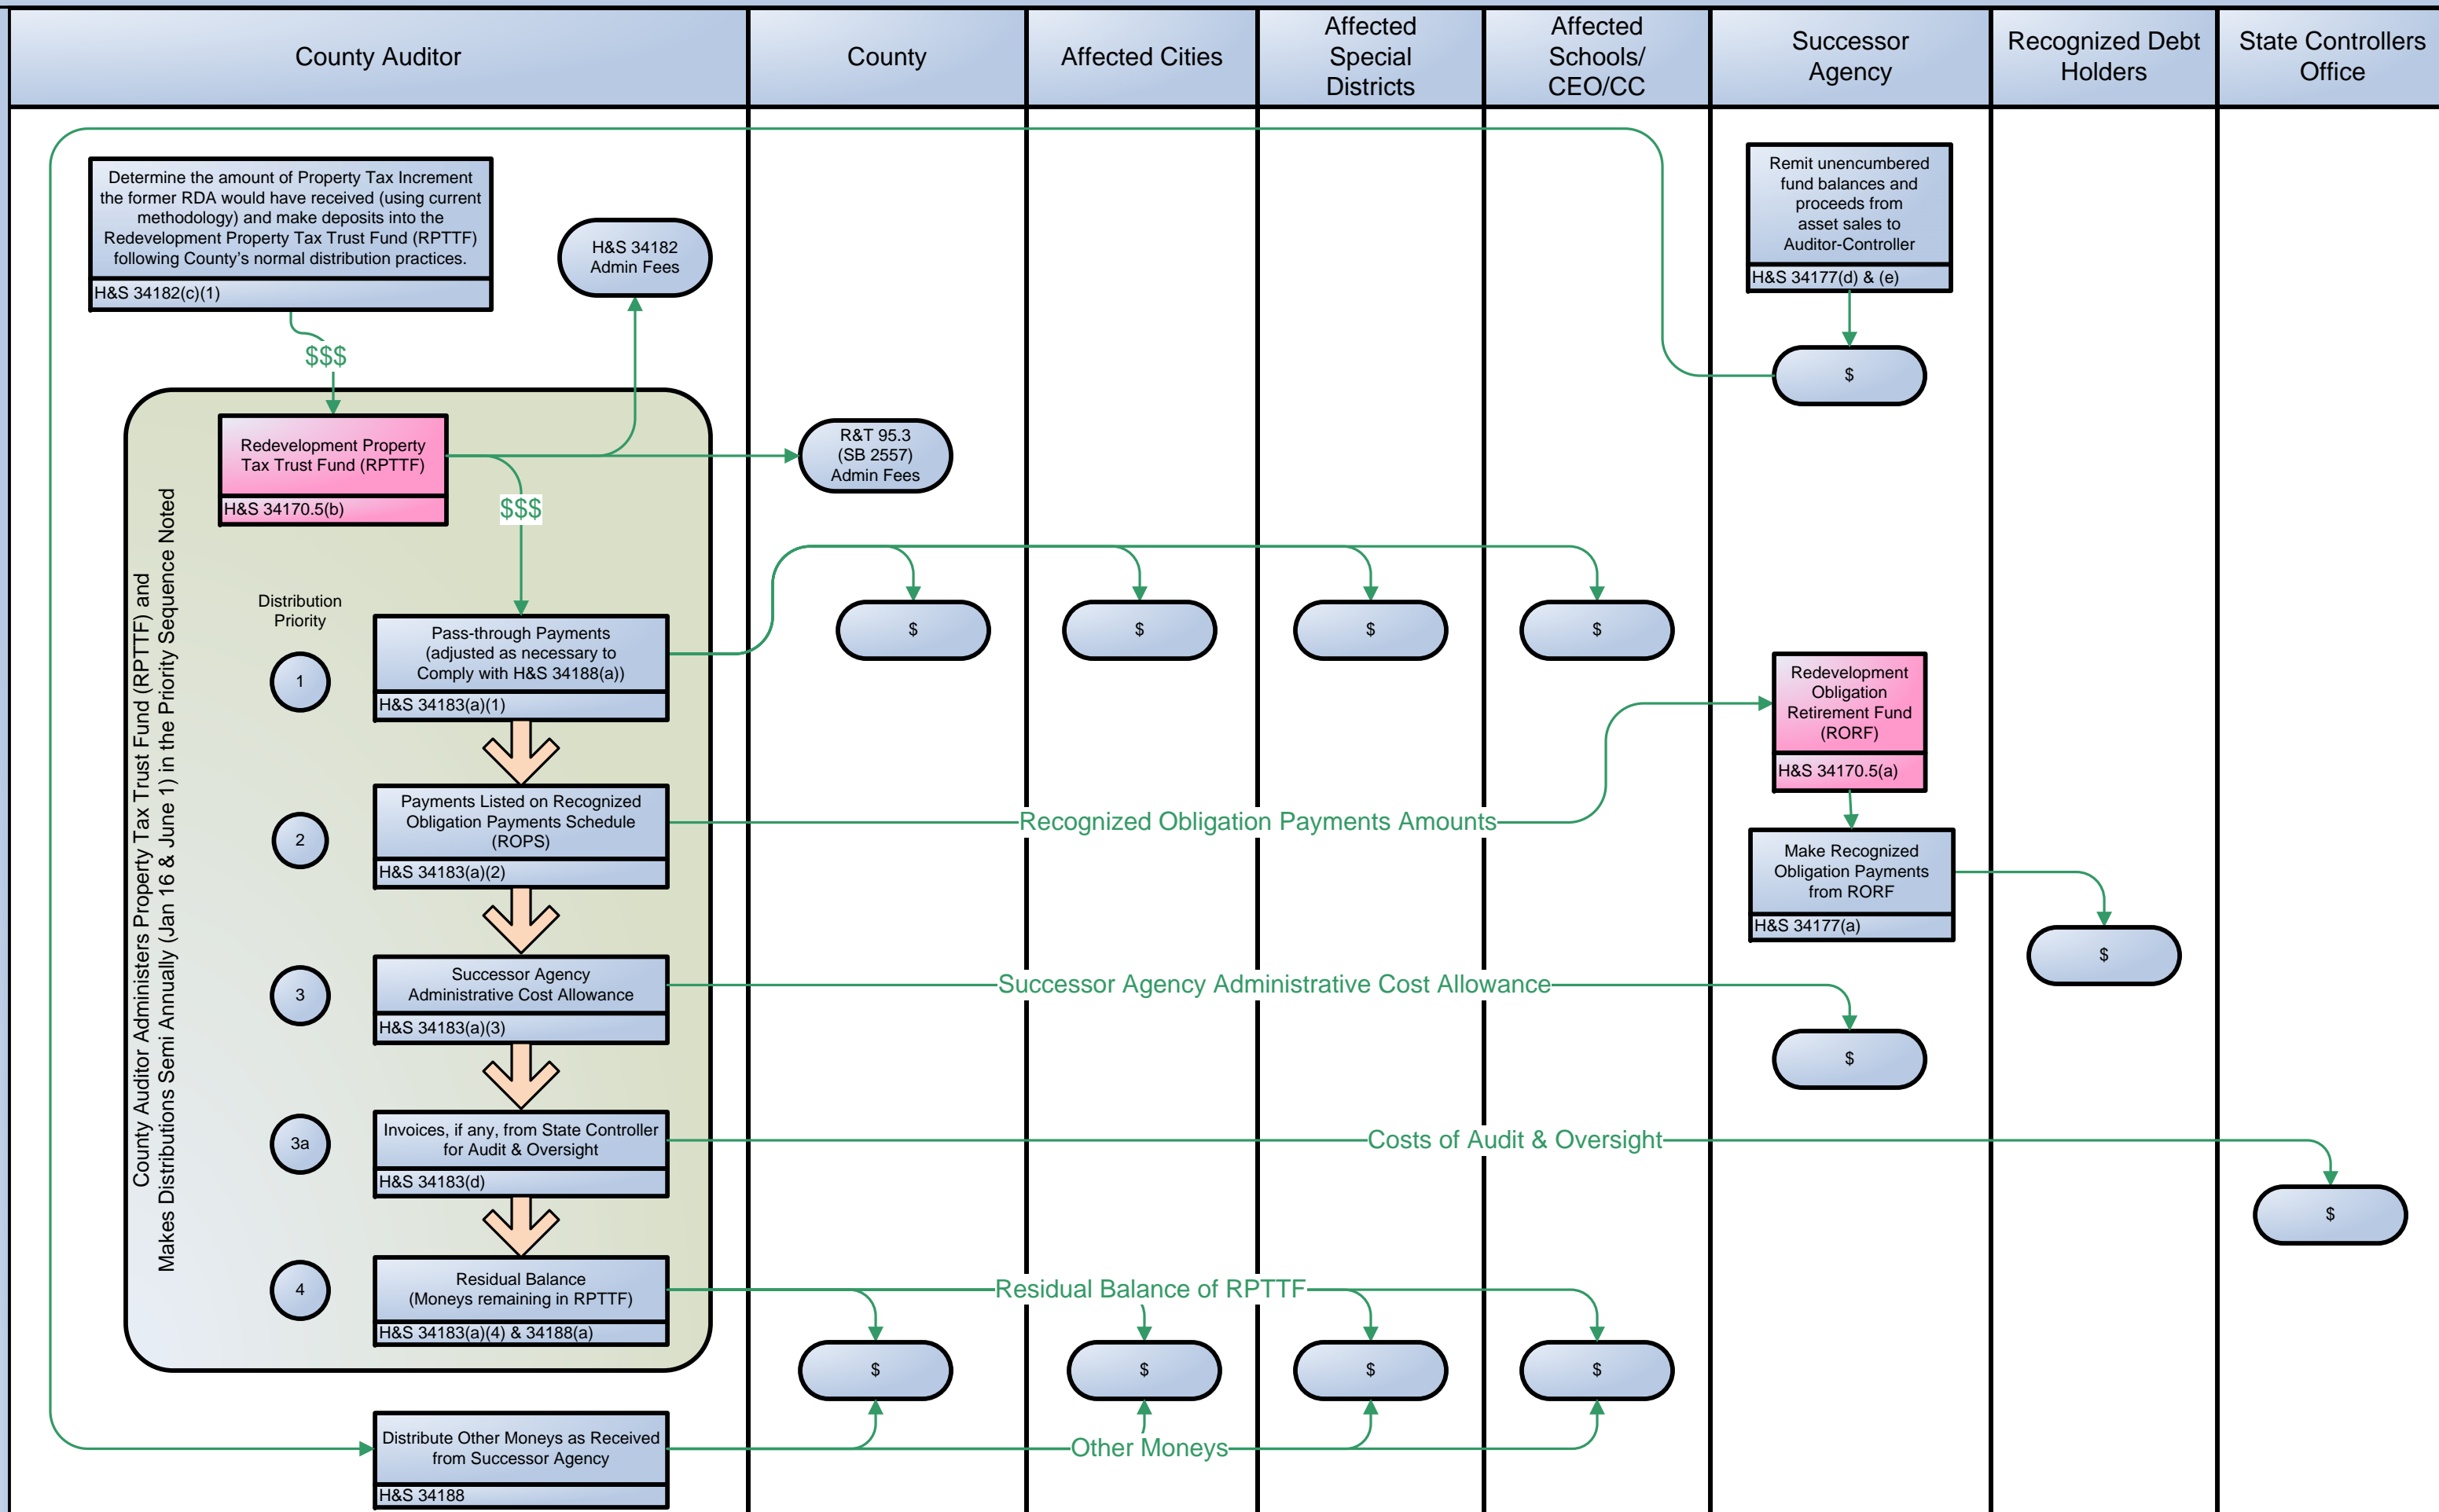 County Auditor
County
Affected Cities
Affected
Special
Districts
Affected
Schools/
CEO/CC
Successor
Agency
Recognized Debt
Holders
State Controllers
Office
Determine the amount of Property Tax Increment
the former RDA would have received (using current
methodology) and make deposits into the
Redevelopment Property Tax Trust Fund (RPTTF)
following County’s normal distribution practices.
H&S 34182(c)(1)
H&S 34182
Admin Fees
Remit unencumbered
fund balances and
proceeds from
asset sales to
Auditor-Controller
H&S 34177(d) & (e)
$$$
$
Redevelopment Property
Tax Trust Fund (RPTTF)
H&S 34170.5(b)
R&T 95.3
(SB 2557)
Admin Fees
$$$
County Auditor Administers Property Tax Trust Fund (RPTTF) and
Makes Distributions Semi Annually (Jan 16 & June 1) in the Priority Sequence Noted
Distribution
Priority
1
Pass-through Payments
(adjusted as necessary to
Comply with H&S 34188(a))
H&S 34183(a)(1)
$
$
$
$
Redevelopment
Obligation
Retirement Fund
(RORF)
H&S 34170.5(a)
2
Payments Listed on Recognized
Obligation Payments Schedule
(ROPS)
H&S 34183(a)(2)
Recognized Obligation Payments Amounts
Make Recognized
Obligation Payments
from RORF
H&S 34177(a)
$
3
Successor Agency
Administrative Cost Allowance
H&S 34183(a)(3)
Successor Agency Administrative Cost Allowance
$
3a
Invoices, if any, from State Controller
for Audit & Oversight
H&S 34183(d)
Costs of Audit & Oversight
$
4
Residual Balance
(Moneys remaining in RPTTF)
H&S 34183(a)(4) & 34188(a)
Residual Balance of RPTTF
$
$
$
$
Distribute Other Moneys as Received
from Successor Agency
H&S 34188
Other Moneys